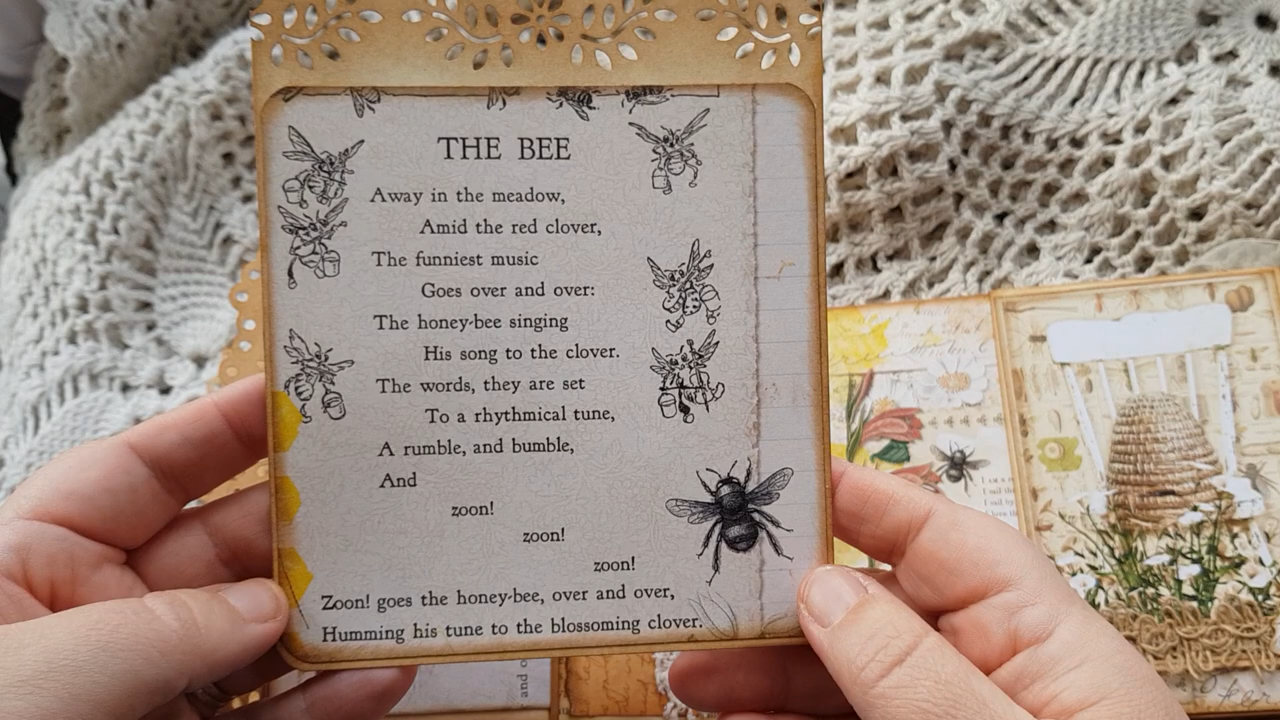 THE BEE
Away in the meadow,
Amid the red clover,
The funniest music
Goes over and over:
The honey-bee singing
His song to the clover.
The words, they are set
To a rhythmical tune,
A rumble, and bumble,
And
zoon!
zoon!
zoon!
Zoon! goes the honey-bee, over and over,
Humming his tune to the blossoming clover.
and